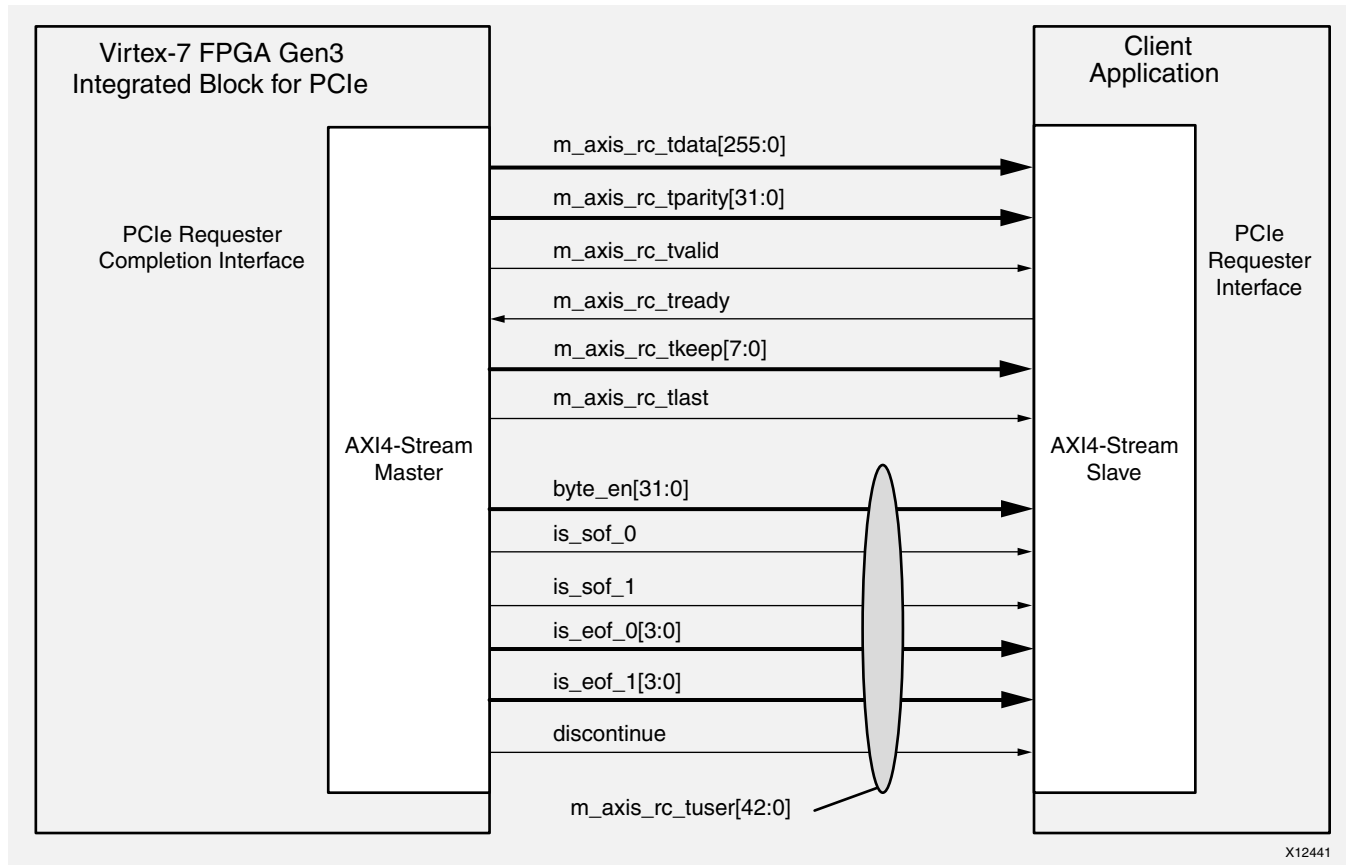 Virtex-7 FPGA Gen3
Integrated Block for PCIe
Client
Application
m_axis_rc_tdata[255:0]
m_axis_rc_tparity[31:0]
PCIe Requester
Completion Interface
m_axis_rc_tvalid
PCIe
Requester
Interface
m_axis_rc_tready
m_axis_rc_tkeep[7:0]
m_axis_rc_tlast
AXI4-Stream
Master
AXI4-Stream
Slave
byte_en[31:0]
is_sof_0
is_sof_1
is_eof_0[3:0]
is_eof_1[3:0]
discontinue
m_axis_rc_tuser[42:0]
X12441